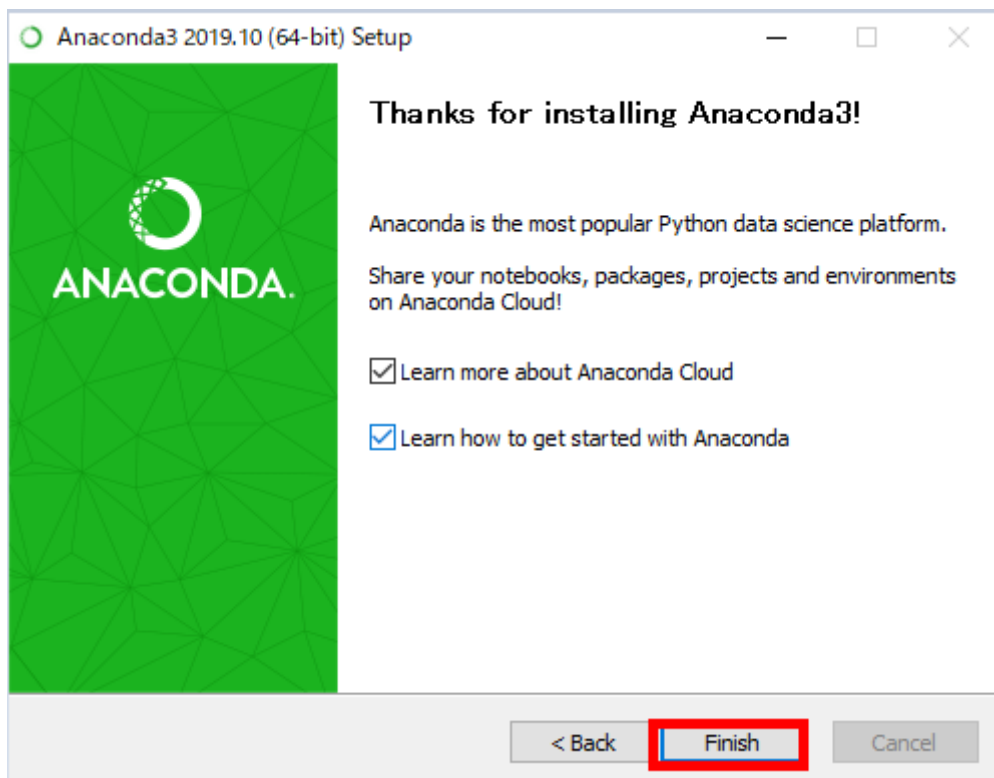 Anaconda3 2019.10 (64-bit) Setup
Thanks for installing Anaconda3!
ANACONDA.
Anaconda is the most popular Python data science platform.
Share your notebooks, packages, projects and environments
on Anaconda Cloud!
Learn more about Anaconda Cloud
Learn how to get started with Anaconda
< Back Finish Cancel